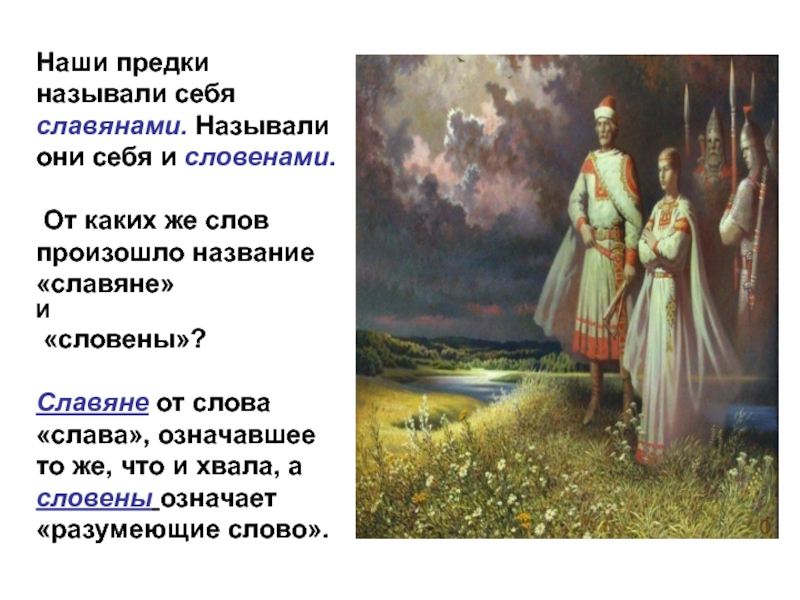 Наши предки
называли себя
славянами. Называли
они себя и словенами.
От каких же слов
произошло название
«славяне»
и
«словены»?
Славяне от слова
«слава», означавшее
то же, что и хвала, а
словены означает
«разумеющие слово».